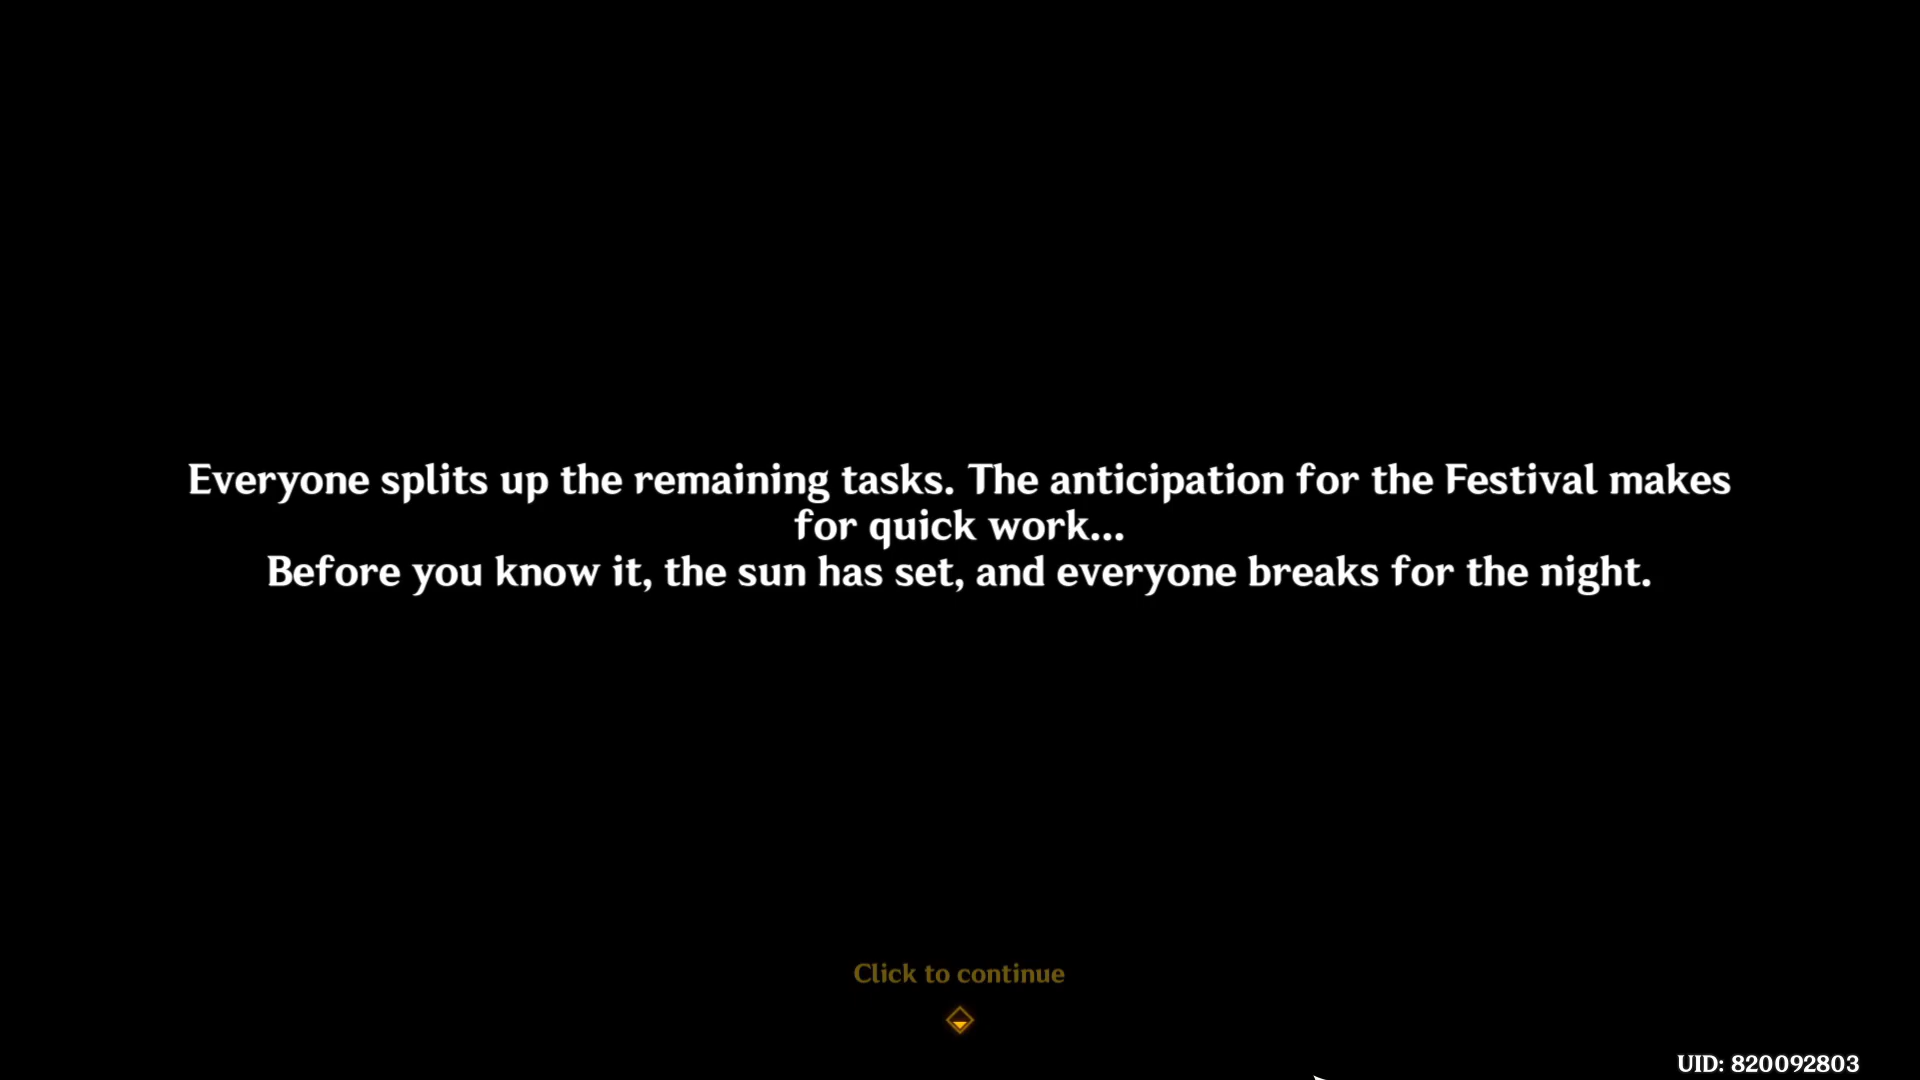 Everyone splits up the remaining tasks. The anticipation for the Festival makes
for quick work...
Before you know it, the sun has set, and everyone breaks for the night.
Click to continue
UID: 820092803